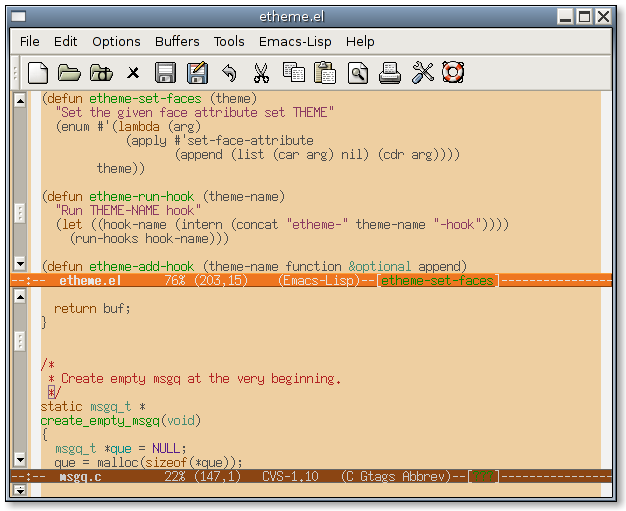 etheme.el
File Edit Options Buffers Tools Emacs-Lisp Help
(defun etheme-set-faces (theme)
  "Set the given face attribute set THEME"
  (enum #'(lambda (arg)
            (apply #'set-face-attribute
                   (append (list (car arg) nil) (cdr arg))))
        theme))
(defun etheme-run-hook (theme-name)
  "Run THEME-NAME hook"
  (let ((hook-name (intern (concat "etheme-" theme-name "-hook"))))
    (run-hooks hook-name)))
(defun etheme-add-hook (theme-name function &optional append)
--:--  etheme.el      76% (203,15)    (Emacs-Lisp)--[etheme-set-faces]----------------
  return buf;
}
/*
 * Create empty msgq at the very beginning.
 */
static msgq_t *
create_empty_msgq(void)
{
  msgq_t *que = NULL;
  que = malloc(sizeof(*que));
--:--  msgq.c         22% (147,1)    CVS-1.10   (C Gtags Abbrev)--[   ]----------------